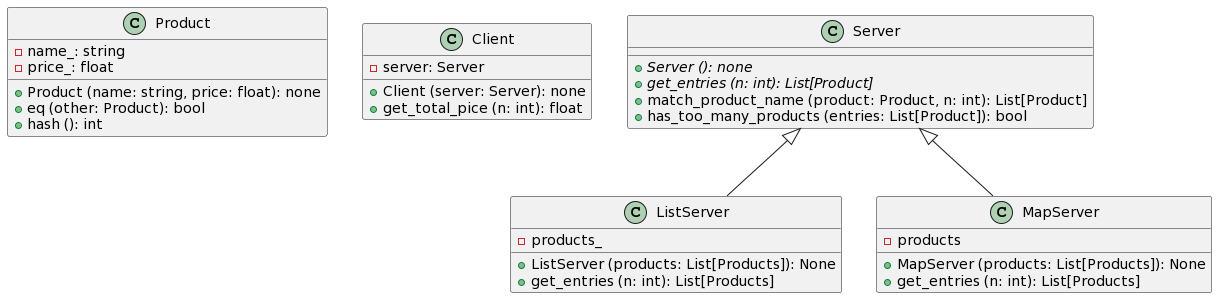 C Product
name_: string
price_: float
Product (name: string, price: float): none
eq (other: Product): bool
hash (): int
C Client
server: Server
Client (server: Server): none
get_total_pice (n: int): float
C Server
Server (): none
get_entries (n: int): List[Product]
match_product_name (product: Product, n: int): List[Product]
has_too_many_products (entries: List[Product]): bool
C ListServer
products_
ListServer (products: List[Products]): None
get_entries (n: int): List[Products]
C MapServer
products
MapServer (products: List[Products]): None
get_entries (n: int): List[Products]